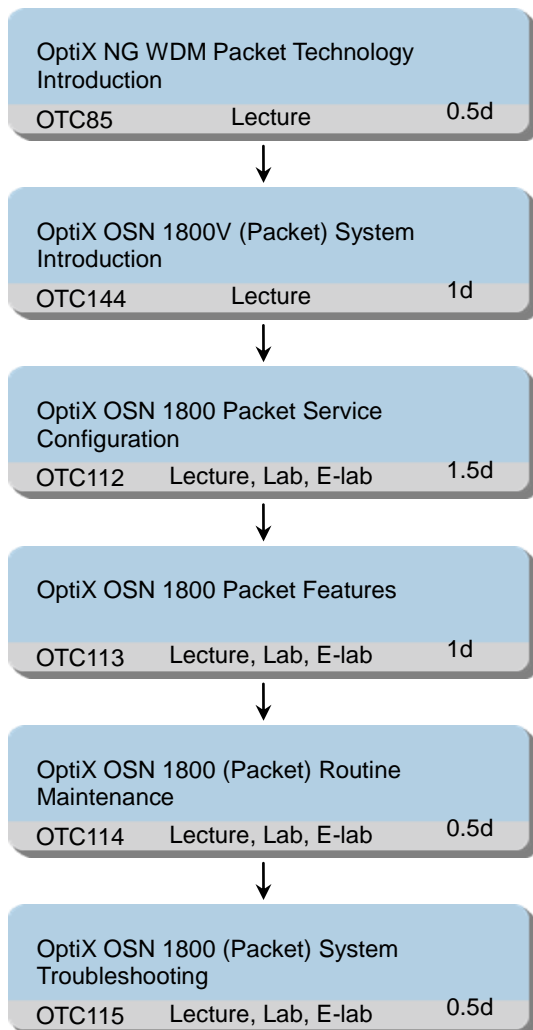 OptiX NG WDM Packet Technology
Introduction
OTC85 Lecture 0.5d
OptiX OSN 1800V (Packet) System
Introduction
OTC144 Lecture 1d
OptiX OSN 1800 Packet Service
Configuration
OTC112 Lecture, Lab, E-lab 1.5d
OptiX OSN 1800 Packet Features
OTC113 Lecture, Lab, E-lab 1d
OptiX OSN 1800 (Packet) Routine
Maintenance
OTC114 Lecture, Lab, E-lab 0.5d
OptiX OSN 1800 (Packet) System
Troubleshooting
OTC115 Lecture, Lab, E-lab 0.5d